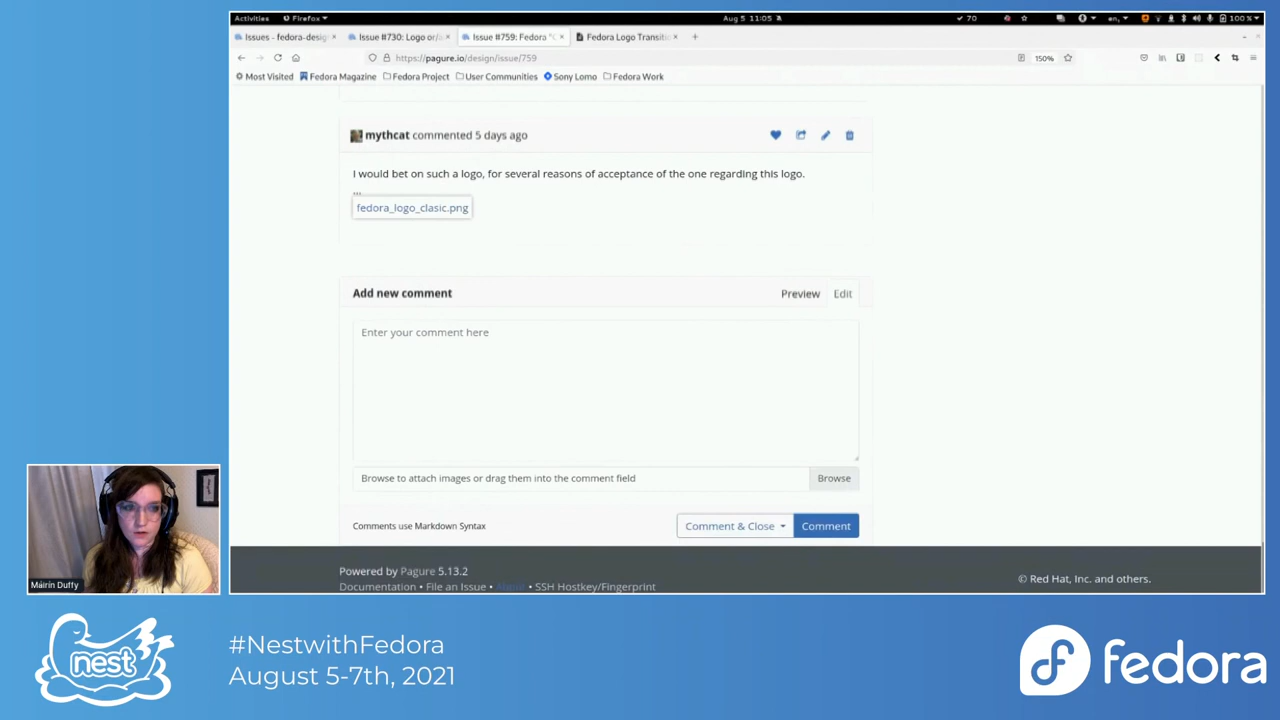 Activities Firefox Aug 5 11:05 70 en, 100 %
Issues - fedora-desig Issue #730: Logo or/a Issue #759: Fedora "C Fedora Logo Transiti
https://pagure.io/design/issue/759 150%
Most Visited Fedora Magazine Fedora Project User Communities Sony Lomo Fedora Work
mythcat commented 5 days ago
I would bet on such a logo, for several reasons of acceptance of the one regarding this logo.
...
fedora_logo_clasic.png
Add new comment Preview Edit
Enter your comment here
Browse to attach images or drag them into the comment field Browse
Comments use Markdown Syntax Comment & Close Comment
Powered by Pagure 5.13.2
Documentation • File an Issue • About • SSH Hostkey/Fingerprint
© Red Hat, Inc. and others.
Máirín Duffy
nest
#NestwithFedora
August 5-7th, 2021
fedora